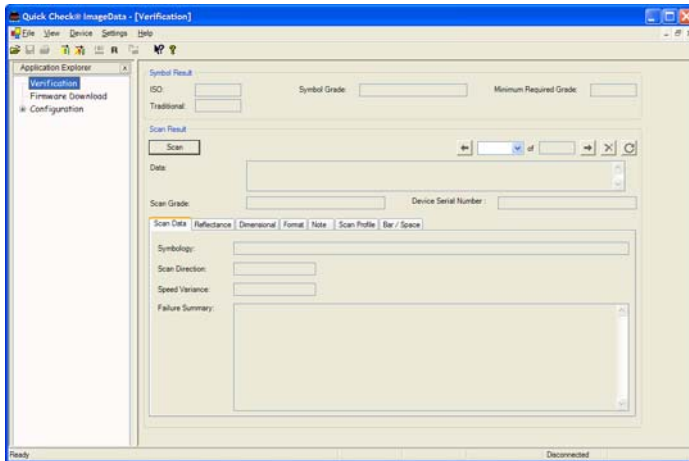 Quick Check® ImageData - [Verification]
File View Device Settings Help
R
Application Explorer
Verification
Firmware Download
Configuration
Symbol Result
ISO: Symbol Grade: Minimum Required Grade:
Traditional:
Scan Result
Scan
of
Data:
Scan Grade: Device Serial Number :
Scan Data Reflectance Dimensional Format Note Scan Profile Bar / Space
Symbology:
Scan Direction:
Speed Variance:
Failure Summary:
Ready Disconnected